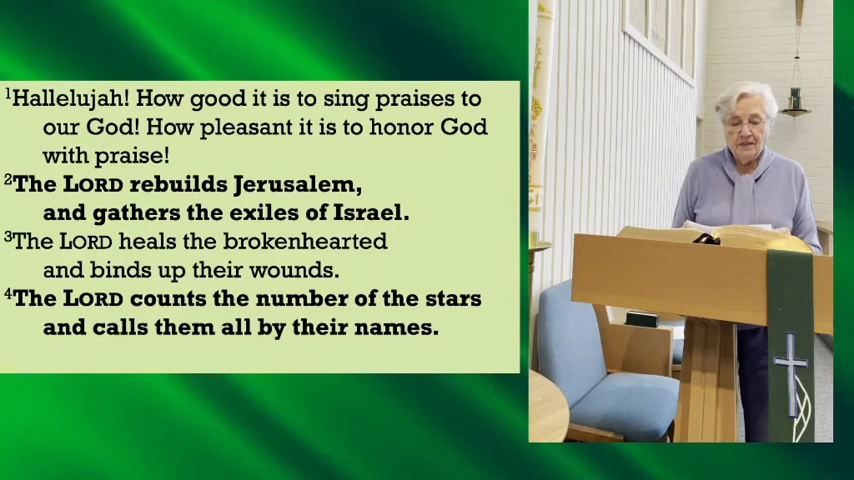 ¹Hallelujah! How good it is to sing praises to
our God! How pleasant it is to honor God
with praise!
²The LORD rebuilds Jerusalem,
and gathers the exiles of Israel.
³The LORD heals the brokenhearted
and binds up their wounds.
⁴The LORD counts the number of the stars
and calls them all by their names.